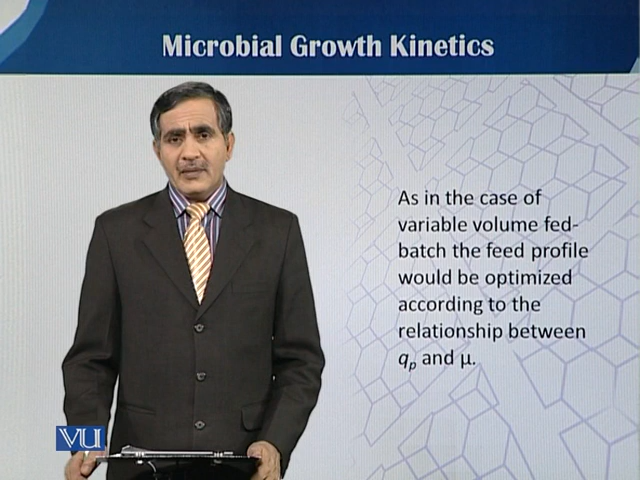 Microbial Growth Kinetics
As in the case of
variable volume fed-
batch the feed profile
would be optimized
according to the
relationship between
qp and μ.
VU